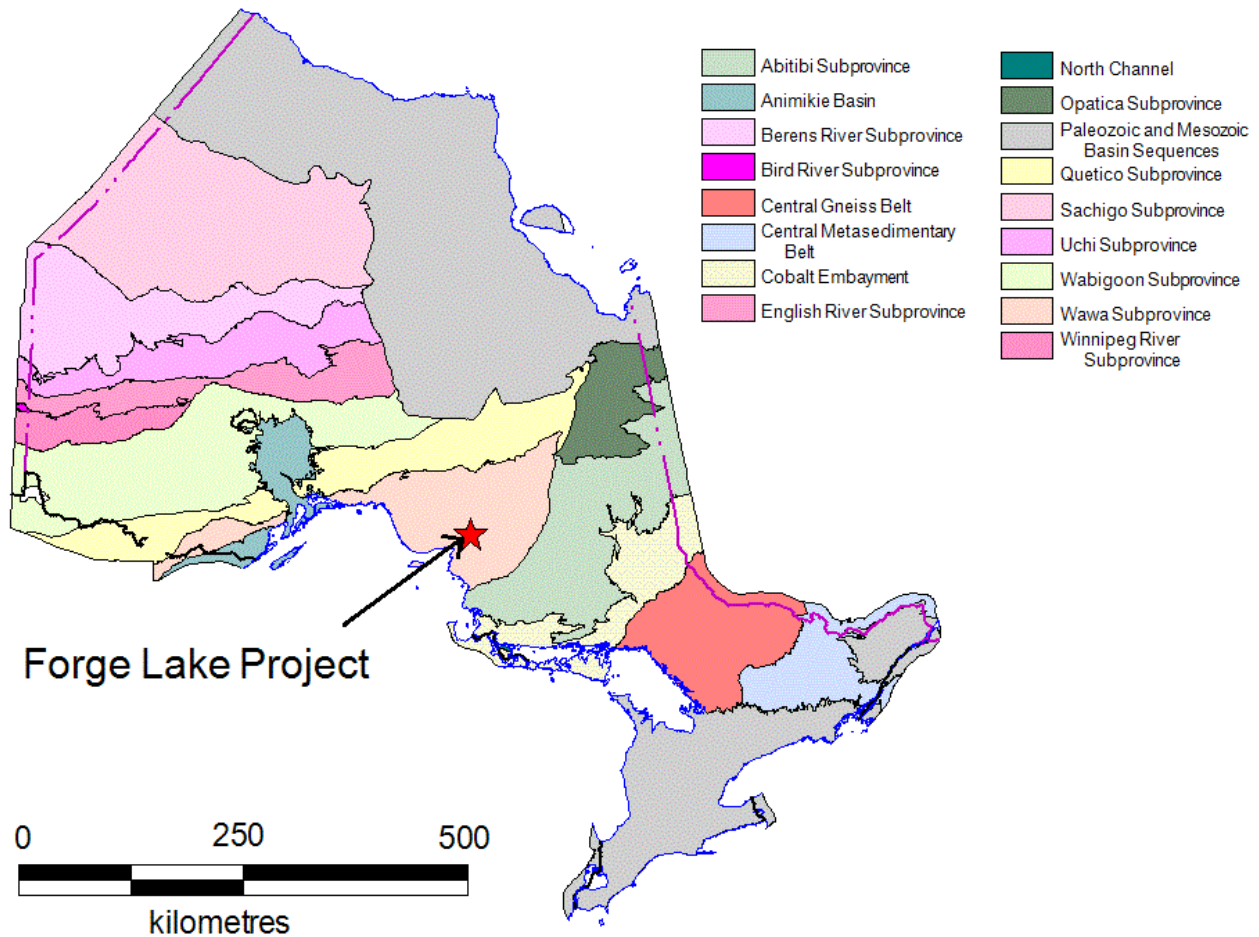 Abitibi Subprovince
Animikie Basin
Berens River Subprovince
Bird River Subprovince
Central Gneiss Belt
Central Metasedimentary
Belt
Cobalt Embayment
English River Subprovince
North Channel
Opatica Subprovince
Paleozoic and Mesozoic
Basin Sequences
Quetico Subprovince
Sachigo Subprovince
Uchi Subprovince
Wabigoon Subprovince
Wawa Subprovince
Winnipeg River
Subprovince
Forge Lake Project
0 250 500
kilometres